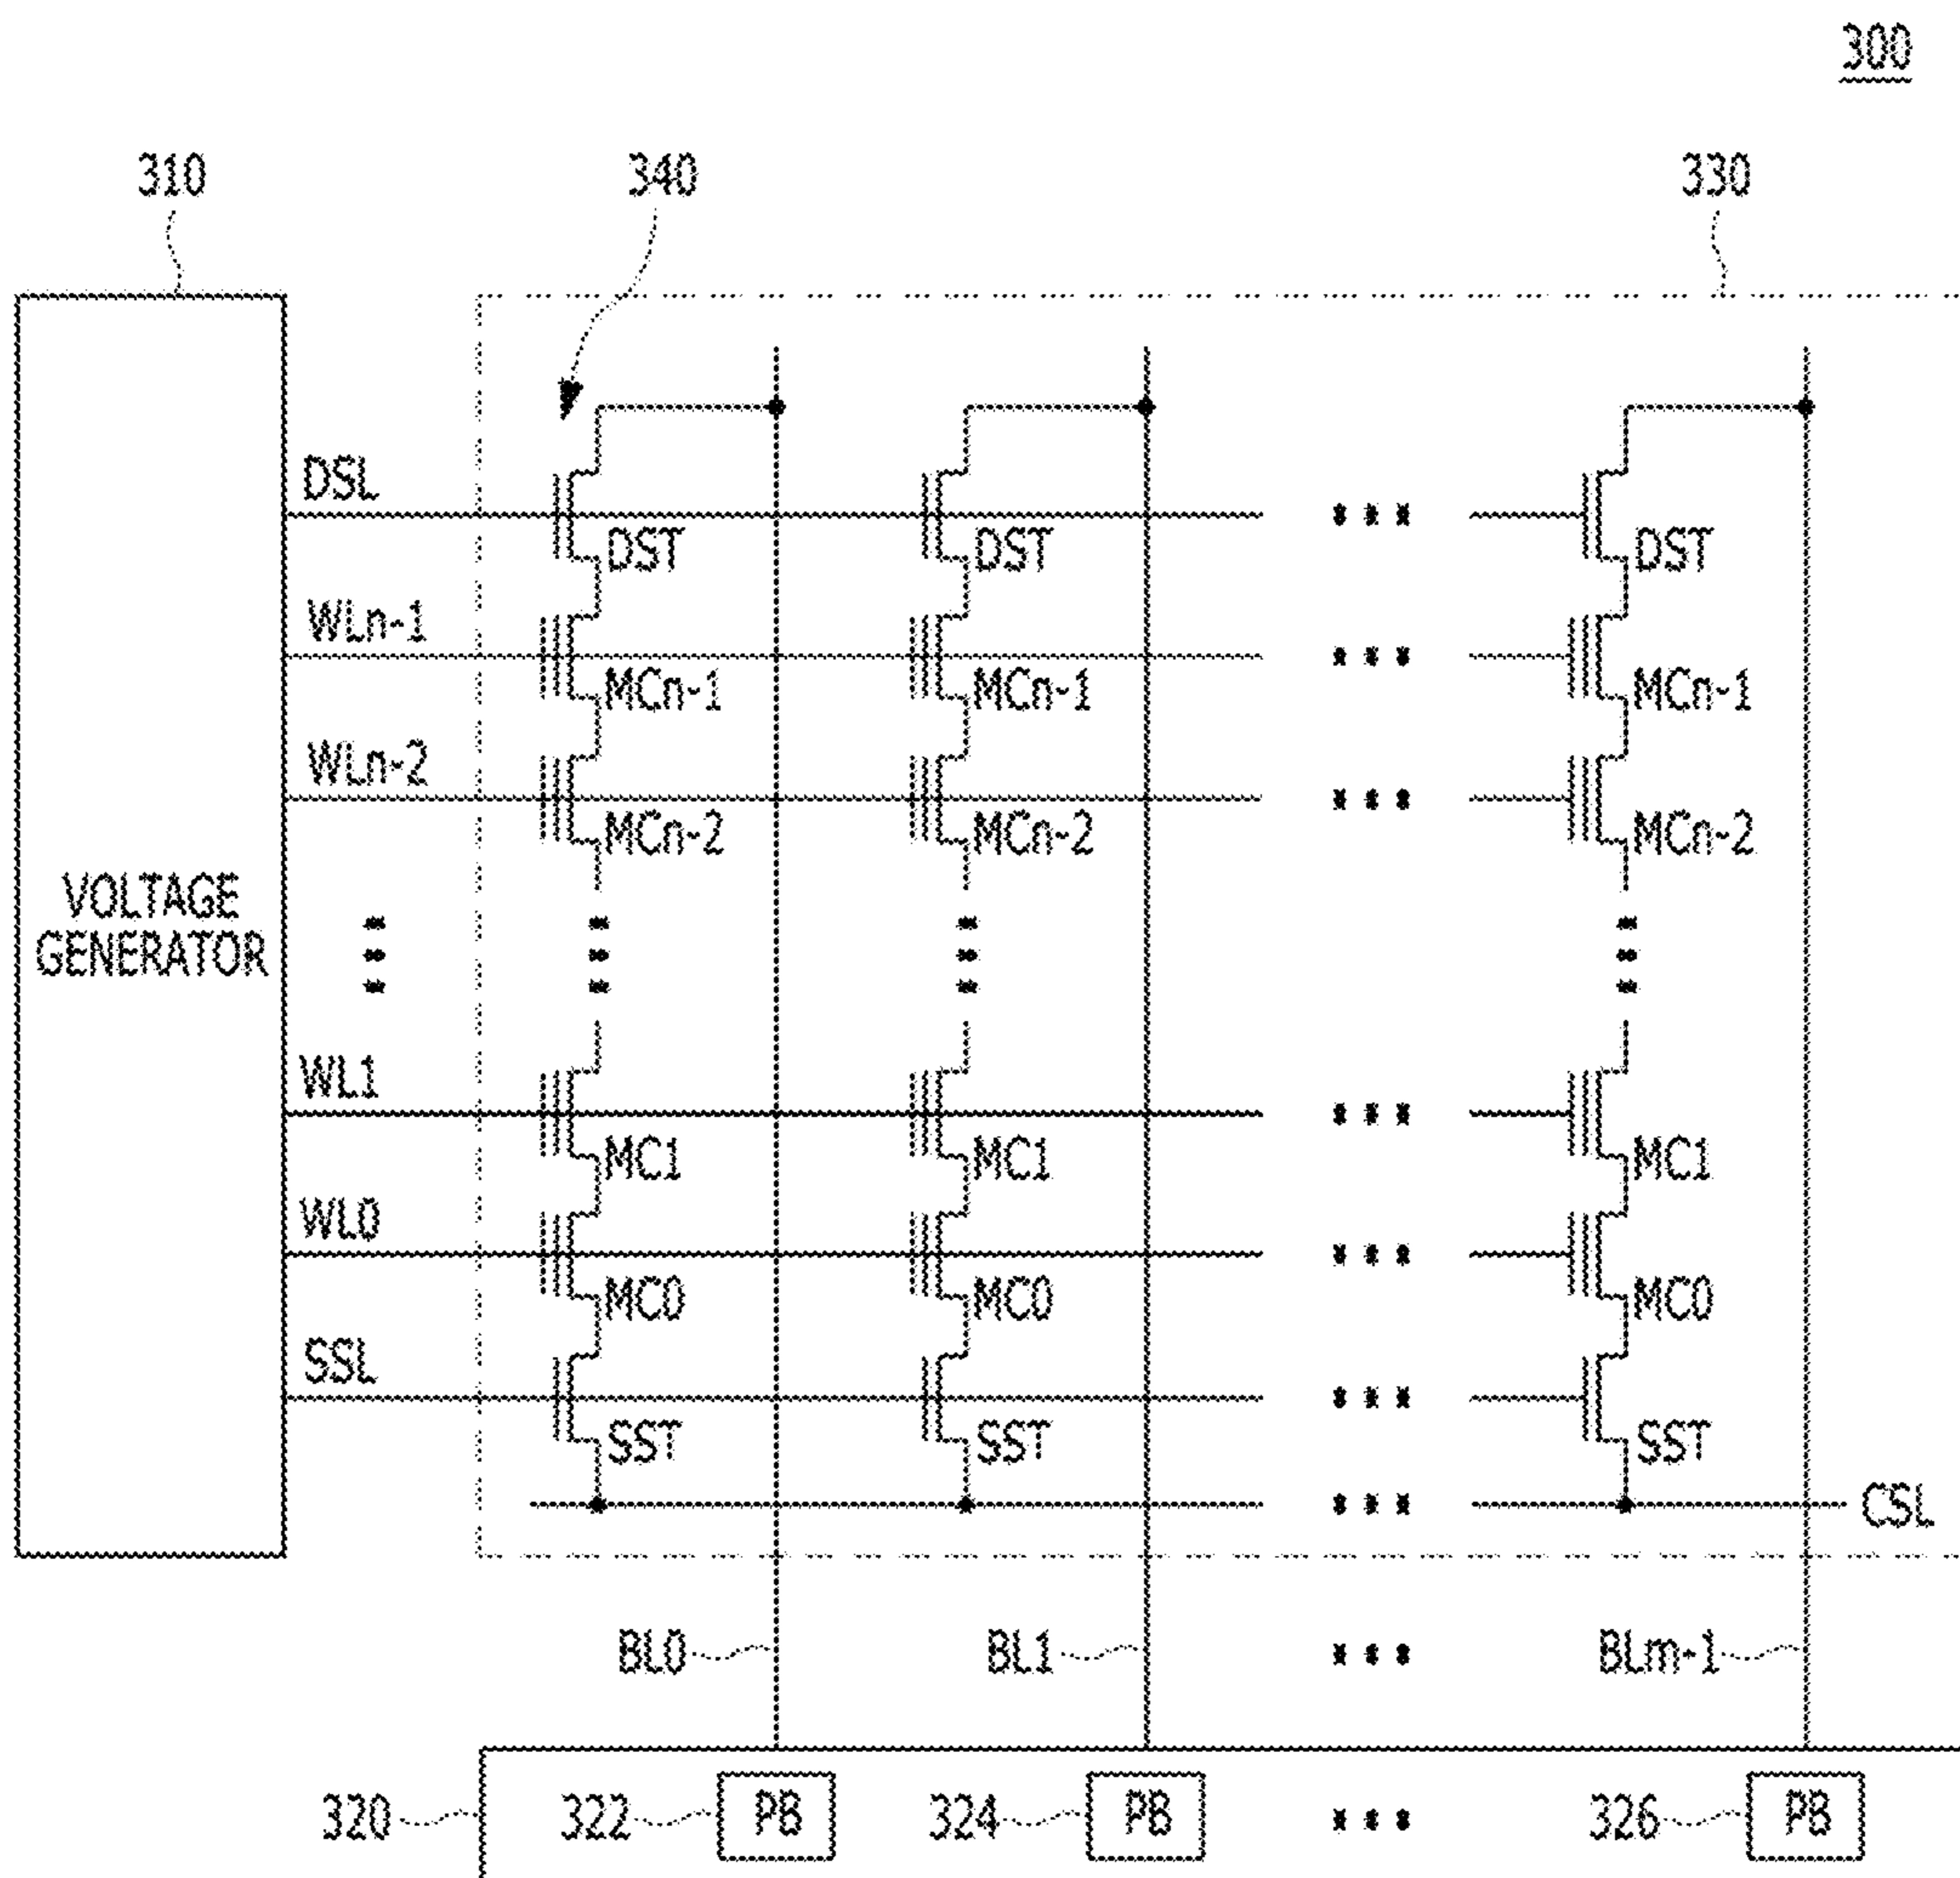 300
310
340
330
DSL
DST DST DST
WLn-1
MCn-1 MCn-1 MCn-1
WLn-2
MCn-2 MCn-2 MCn-2
VOLTAGE
GENERATOR
WL1
MC1 MC1 MC1
WL0
MC0 MC0 MC0
SSL
SST SST SST
CSL
BL0 BL1 BLm-1
320 322 PB 324 PB 326 PB